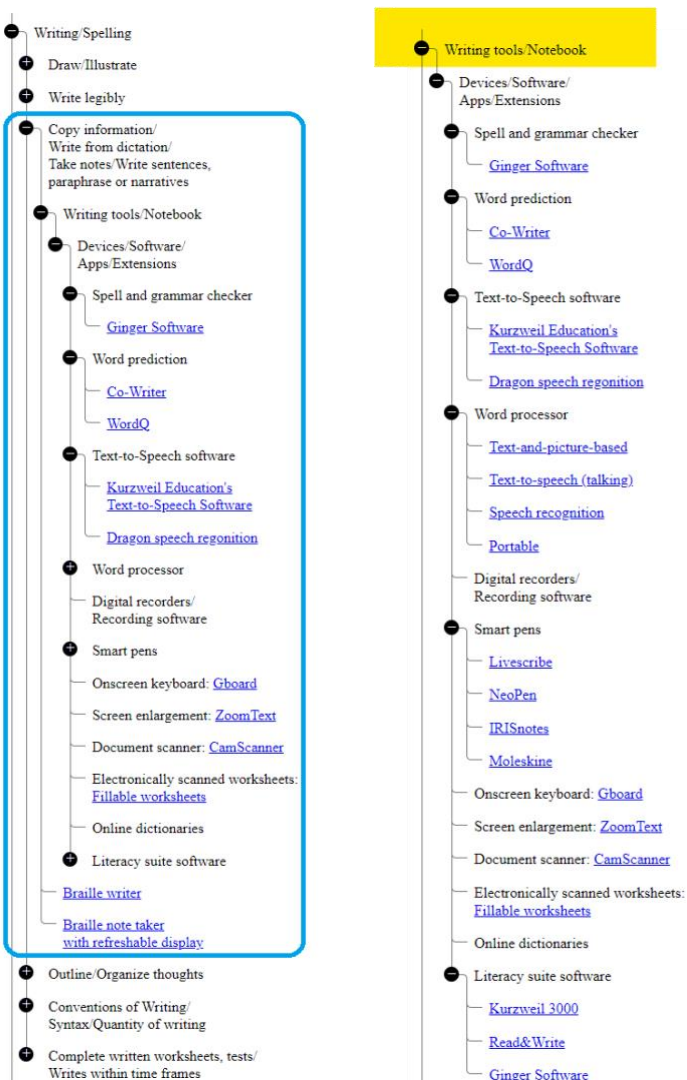 Writing/Spelling
Draw/Illustrate
Write legibly
Copy information/
Write from dictation/
Take notes/Write sentences,
paraphrase or narratives
Writing tools/Notebook
Devices/Software/
Apps/Extensions
Spell and grammar checker
Ginger Software
Word prediction
Co-Writer
WordQ
Text-to-Speech software
Kurzweil Education's
Text-to-Speech Software
Dragon speech regonition
Word processor
Digital recorders/
Recording software
Smart pens
Onscreen keyboard: Gboard
Screen enlargement: ZoomText
Document scanner: CamScanner
Electronically scanned worksheets:
Fillable worksheets
Online dictionaries
Literacy suite software
Braille writer
Braille note taker
with refreshable display
Outline/Organize thoughts
Conventions of Writing/
Syntax/Quantity of writing
Complete written worksheets, tests/
Writes within time frames
Writing tools/Notebook
Devices/Software/
Apps/Extensions
Spell and grammar checker
Ginger Software
Word prediction
Co-Writer
WordQ
Text-to-Speech software
Kurzweil Education's
Text-to-Speech Software
Dragon speech regonition
Word processor
Text-and-picture-based
Text-to-speech (talking)
Speech recognition
Portable
Digital recorders/
Recording software
Smart pens
Livescribe
NeoPen
IRISnotes
Moleskine
Onscreen keyboard: Gboard
Screen enlargement: ZoomText
Document scanner: CamScanner
Electronically scanned worksheets:
Fillable worksheets
Online dictionaries
Literacy suite software
Kurzweil 3000
Read&Write
Ginger Software